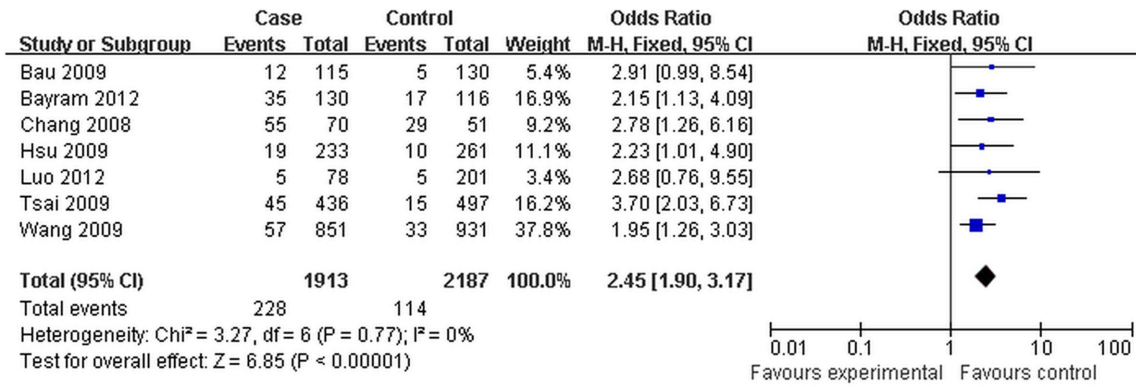 Case Control Odds Ratio Odds Ratio
Study or Subgroup Events Total Events Total Weight M-H, Fixed, 95% CI M-H, Fixed, 95% CI
Bau 2009 12 115 5 130 5.4% 2.91 [0.99, 8.54]
Bayram 2012 35 130 17 116 16.9% 2.15 [1.13, 4.09]
Chang 2008 55 70 29 51 9.2% 2.78 [1.26, 6.16]
Hsu 2009 19 233 10 261 11.1% 2.23 [1.01, 4.90]
Luo 2012 5 78 5 201 3.4% 2.68 [0.76, 9.55]
Tsai 2009 45 436 15 497 16.2% 3.70 [2.03, 6.73]
Wang 2009 57 851 33 931 37.8% 1.95 [1.26, 3.03]
Total (95% CI) 1913 2187 100.0% 2.45 [1.90, 3.17]
Total events 228 114
Heterogeneity: Chi² = 3.27, df = 6 (P = 0.77); I² = 0%
Test for overall effect: Z = 6.85 (P < 0.00001)
0.01 0.1 1 10 100
Favours experimental Favours control